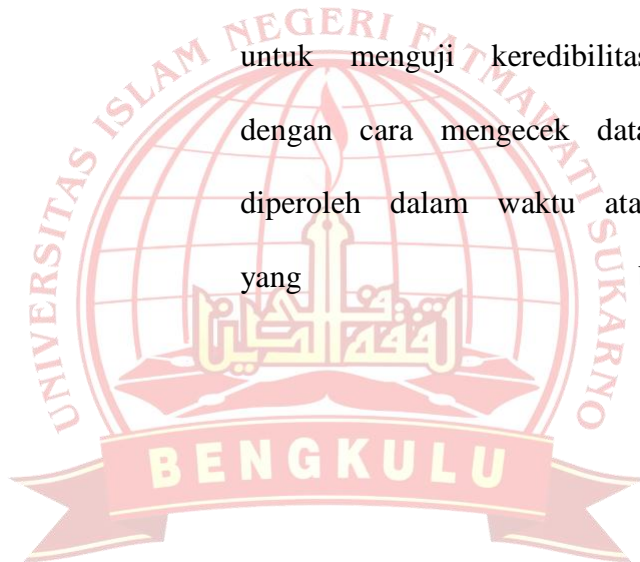 untuk menguji keredibilitas
dengan cara mengecek data
diperoleh dalam waktu ata
yang
UNIVERSITAS ISLAM NEGERI FATMAWATI SUKARNO
BENGKULU